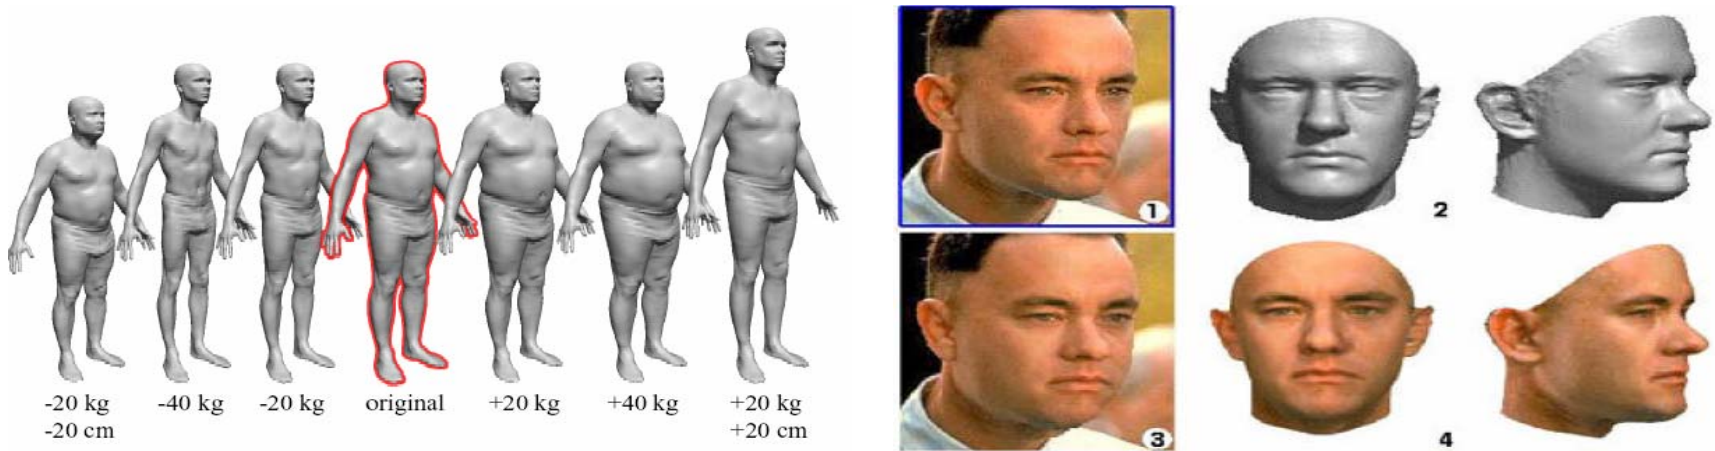 -20 kg
-20 cm
-40 kg
-20 kg
original
+20 kg
+40 kg
+20 kg
+20 cm
1
2
3
4